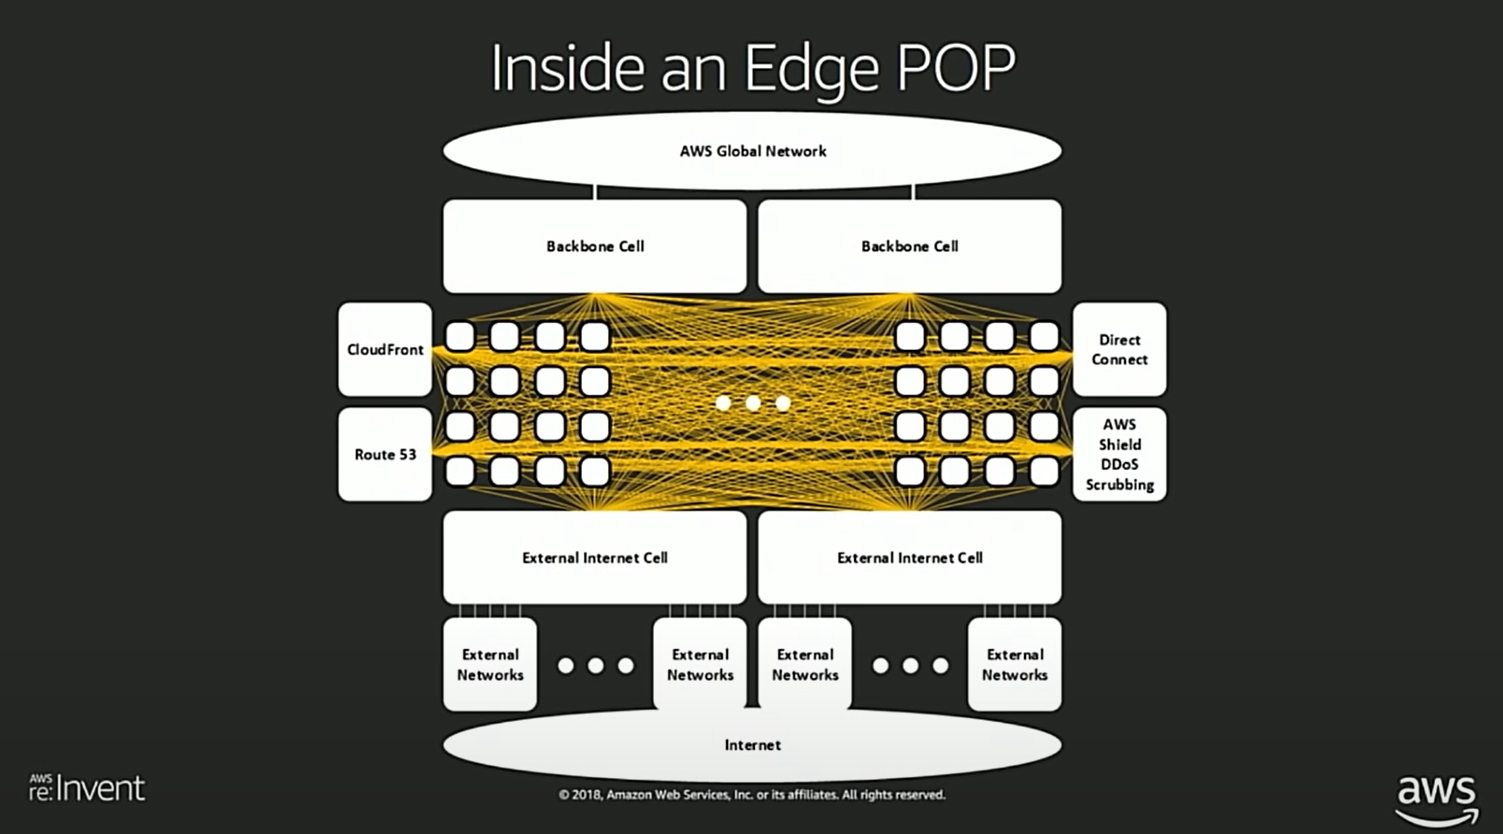 Inside an Edge POP
AWS Global Network
Backbone Cell
Backbone Cell
CloudFront
Direct
Connect
Route 53
AWS
Shield
DDoS
Scrubbing
External Internet Cell
External Internet Cell
External
Networks
External
Networks
External
Networks
External
Networks
Internet
AWS
re:Invent
© 2018, Amazon Web Services, Inc. or its affiliates. All rights reserved.
aws